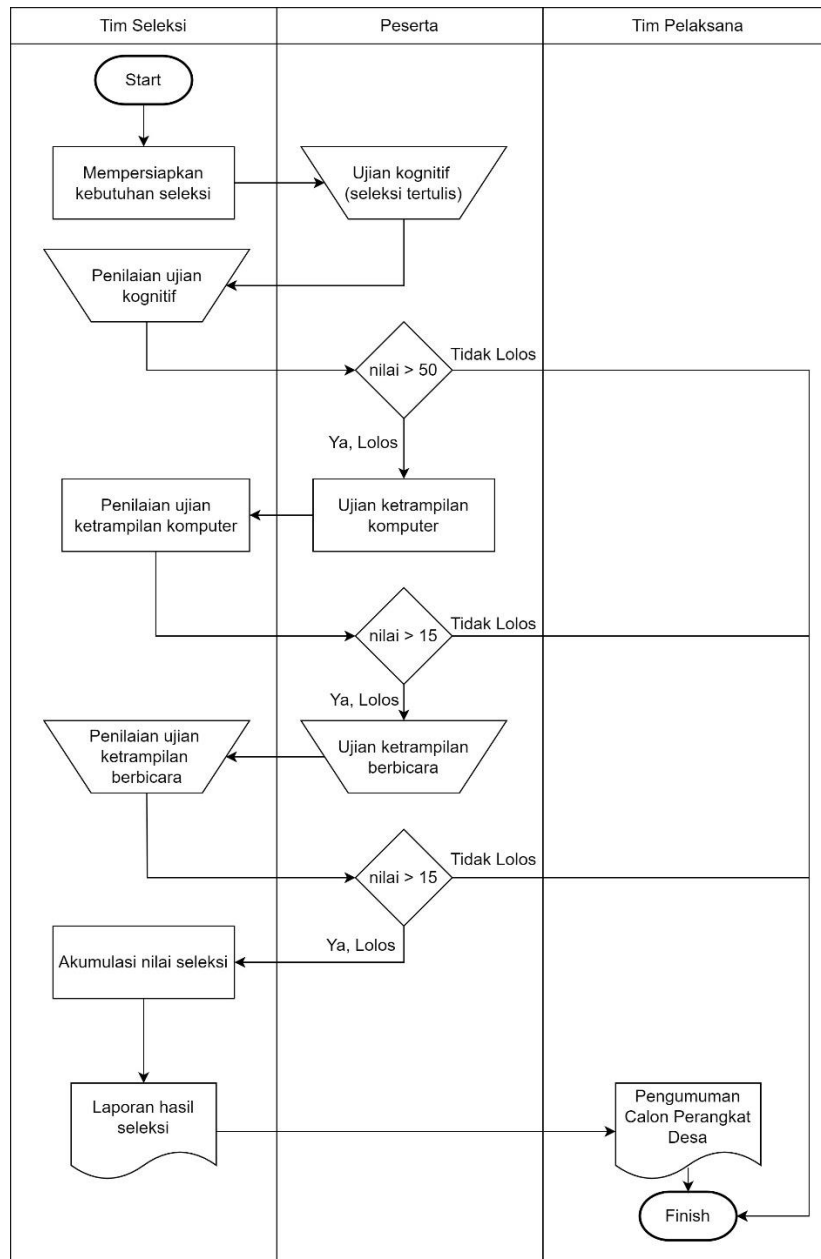 Tim Seleksi
Peserta
Tim Pelaksana
Start
Mempersiapkan
kebutuhan seleksi
Ujian kognitif
(seleksi tertulis)
Penilaian ujian
kognitif
nilai > 50
Tidak Lolos
Ya, Lolos
Penilaian ujian
ketrampilan komputer
Ujian ketrampilan
komputer
nilai > 15
Tidak Lolos
Ya, Lolos
Penilaian ujian
ketrampilan
berbicara
Ujian ketrampilan
berbicara
nilai > 15
Tidak Lolos
Ya, Lolos
Akumulasi nilai seleksi
Laporan hasil
seleksi
Pengumuman
Calon Perangkat
Desa
Finish